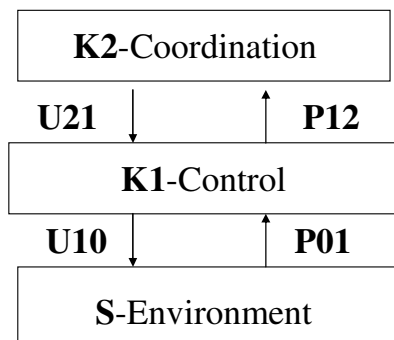 K2-Coordination
U21 P12
K1-Control
U10 P01
S-Environment